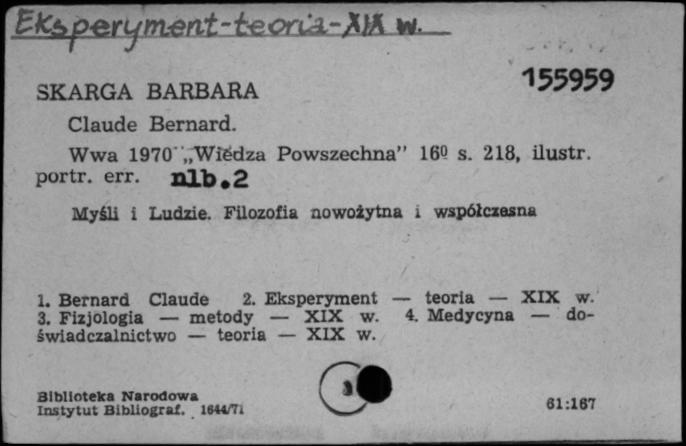 Eksperyment-teoria-XIX w.
155959
SKARGA BARBARA
Claude Bernard.
Wwa 1970 „Wiedza Powszechna” 16º s. 218, ilustr.
portr. err. nlb.2
Myśli i Ludzie. Filozofia nowożytna i współczesna
1. Bernard Claude 2. Eksperyment — teoria — XIX w.
3. Fizjologia — metody — XIX w. 4. Medycyna — do-
świadczalnictwo — teoria — XIX w.
Biblioteka Narodowa
Instytut Bibliograf. 1644/71
61:167